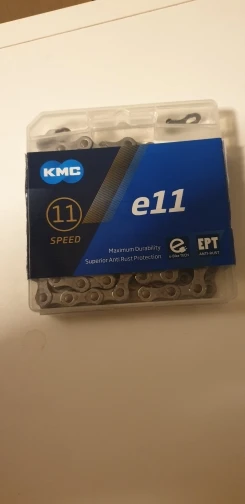 KMC
11
SPEED
e11
Maximum Durability
Superior Anti Rust Protection
e
EPT